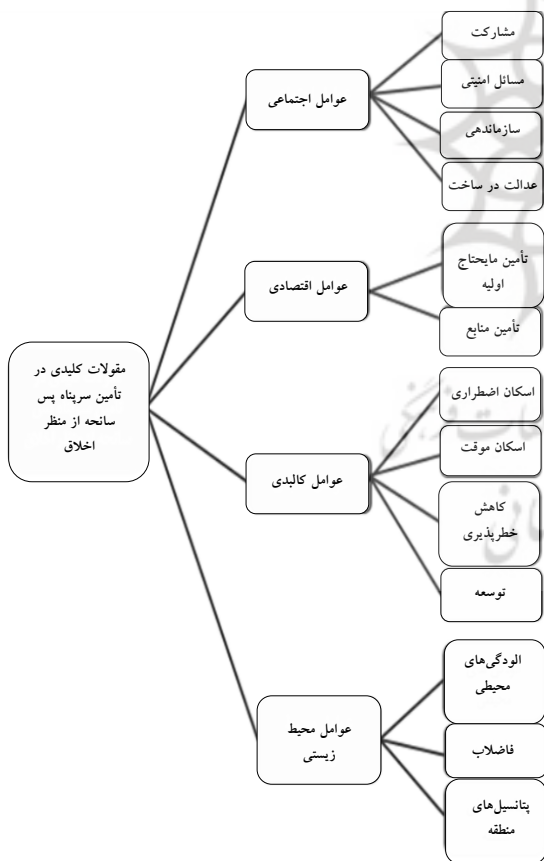 مقولات کلیدی در
تأمین سرپناه پس
سانحه از منظر
اخلاق
عوامل اجتماعی
مشارکت
مسائل امنیتی
سازماندهی
عدالت در ساخت
عوامل اقتصادی
تأمین مایحتاج
اولیه
تأمین منابع
عوامل کالبدی
اسکان اضطراری
اسکان موقت
کاهش
خطرپذیری
توسعه
عوامل محیط
زیستی
الودگی‌های
محیطی
فاضلاب
پتانسیل‌های
منطقه